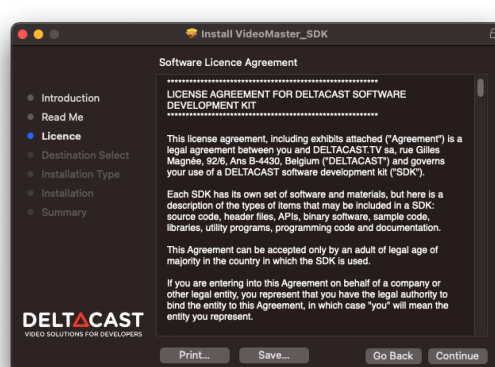 Install VideoMaster_SDK
Software Licence Agreement
Introduction
Read Me
Licence
Destination Select
Installation Type
Installation
Summary
************************************************************
LICENSE AGREEMENT FOR DELTACAST SOFTWARE
DEVELOPMENT KIT
************************************************************
This license agreement, including exhibits attached ("Agreement") is a
legal agreement between you and DELTACAST.TV sa, rue Gilles
Magnée, 92/6, Ans B-4430, Belgium ("DELTACAST") and governs
your use of a DELTACAST software development kit ("SDK").
Each SDK has its own set of software and materials, but here is a
description of the types of items that may be included in a SDK:
source code, header files, APIs, binary software, sample code,
libraries, utility programs, programming code and documentation.
This Agreement can be accepted only by an adult of legal age of
majority in the country in which the SDK is used.
If you are entering into this Agreement on behalf of a company or
other legal entity, you represent that you have the legal authority to
bind the entity to this Agreement, in which case "you" will mean the
entity you represent.
DELTACAST
VIDEO SOLUTIONS FOR DEVELOPERS
Print...
Save...
Go Back
Continue